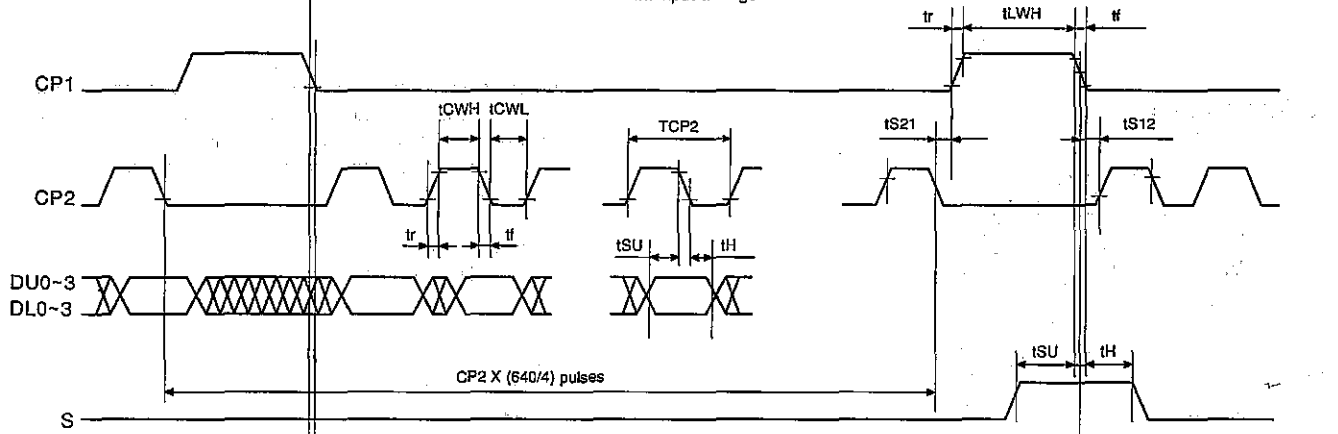 tr tLWH tf
CP1
tCWH tCWL TCP2 tS21 tS12
CP2
tr tf tSU tH
DU0~3
DL0~3
tSU tH
CP2 X (640/4) pulses
S